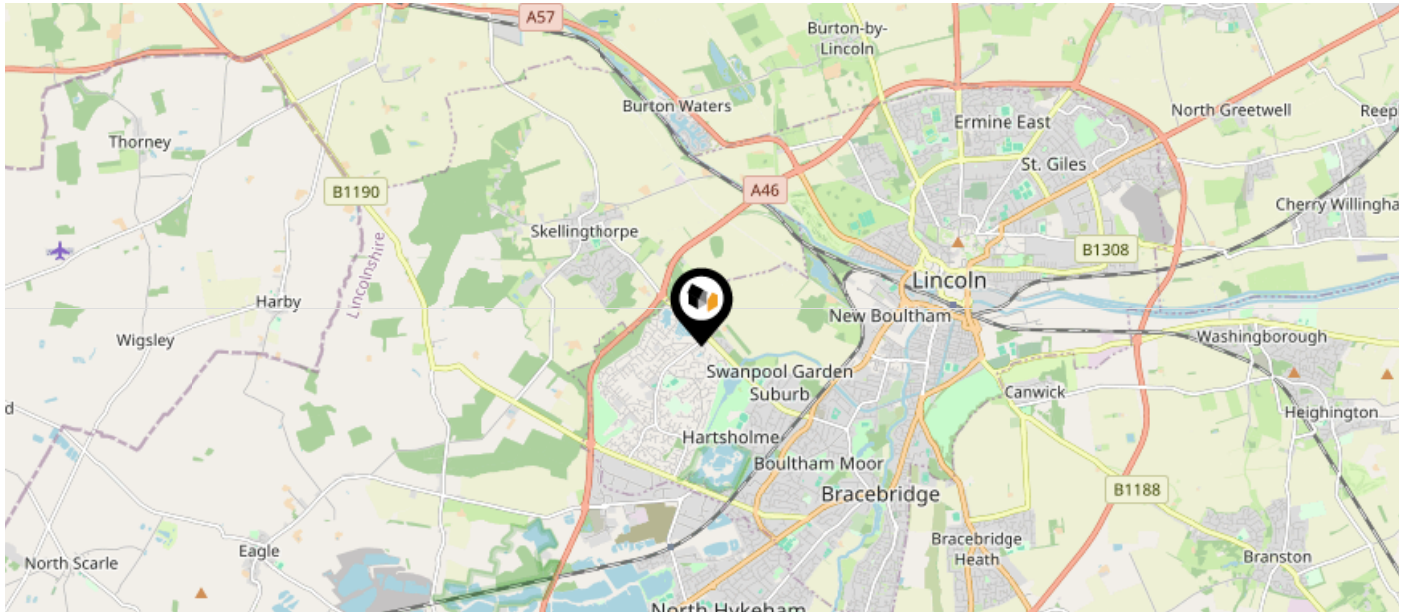 A57
Burton-by-
Lincoln
Burton Waters
North Greetwell
Ermine East
Reep
Thorney
St. Giles
A46
B1190
Cherry Willingha
Skellingthorpe
B1308
Lincolnshire
Lincoln
Harby
New Boultham
Wigsley
Washingborough
Swanpool Garden
Suburb
Canwick
d
Heighington
Hartsholme
Boultham Moor
Bracebridge
B1188
Bracebridge
Heath
Eagle
North Scarle
Branston
North Hykeham